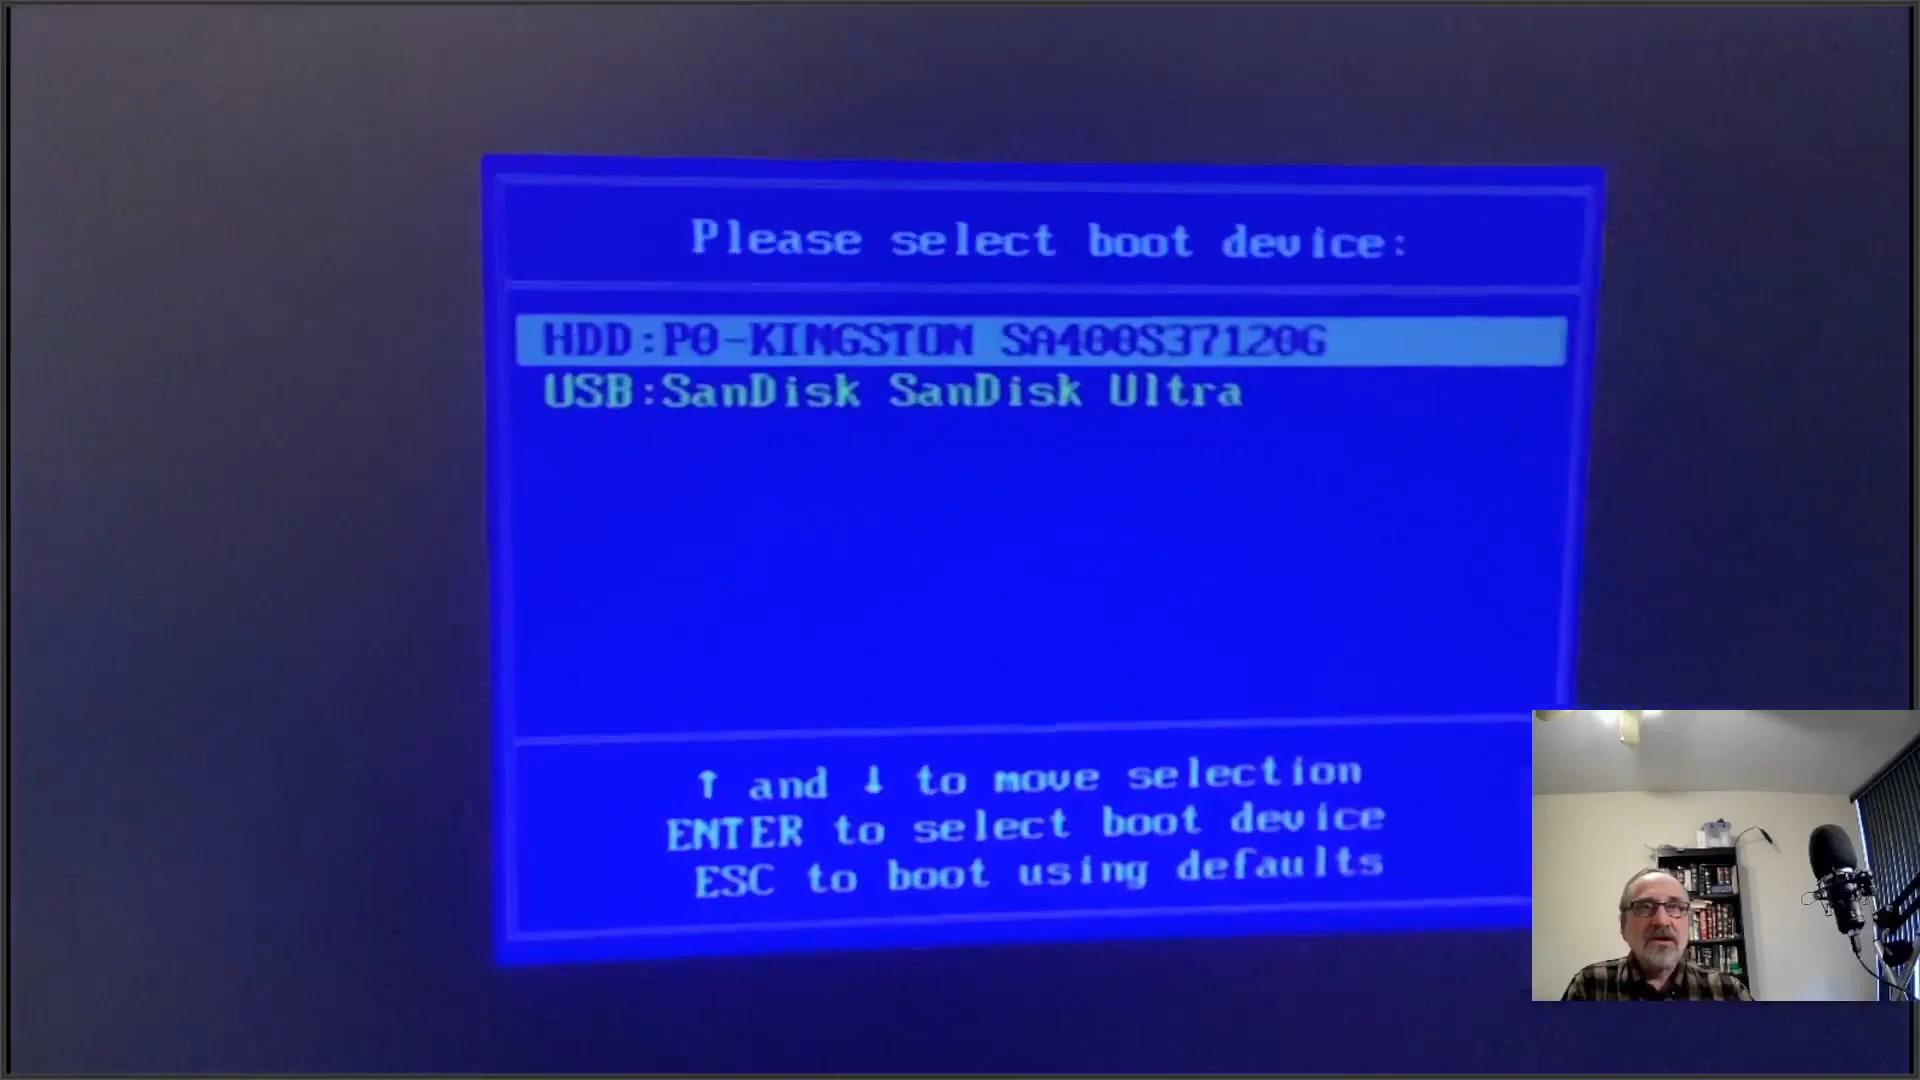 Please select boot device:
HDD:P0-KINGSTON SA400S37120G
USB:SanDisk SanDisk Ultra
↑ and ↓ to move selection
ENTER to select boot device
ESC to boot using defaults